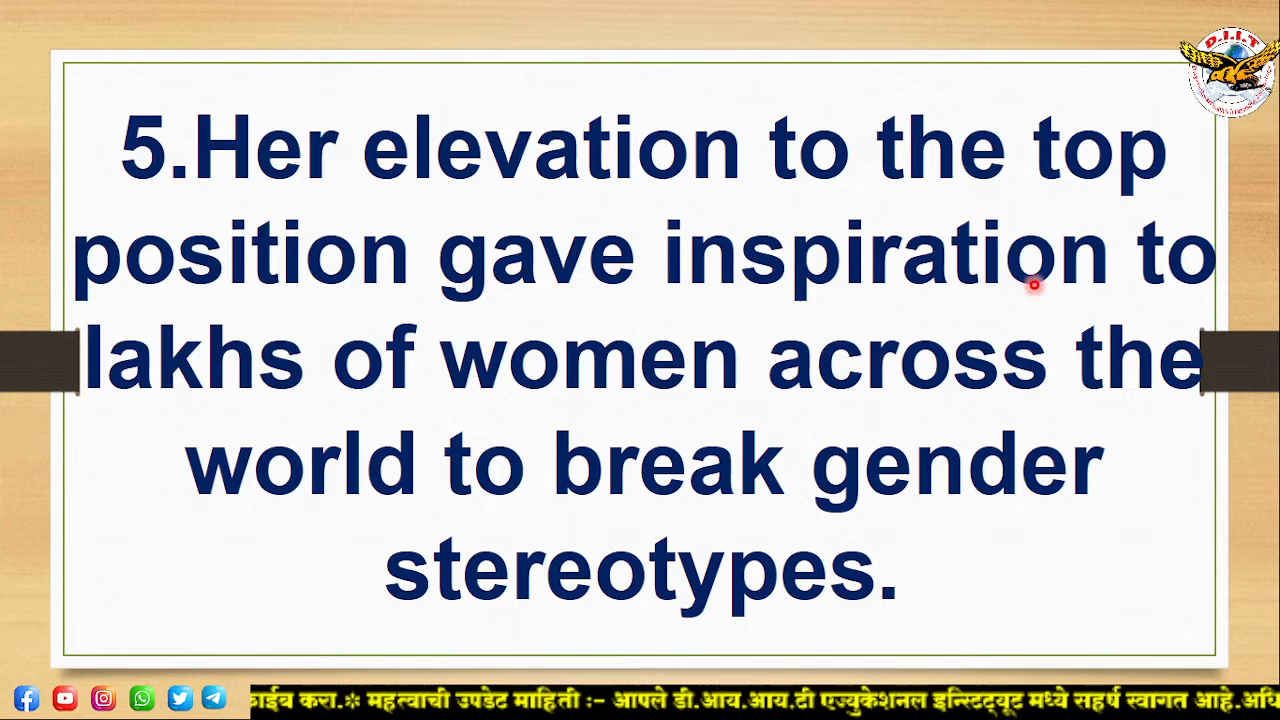 D.I.I.T
5.Her elevation to the top
position gave inspiration to
lakhs of women across the
world to break gender
stereotypes.
करा.❊ महत्वाची उपडेट माहिती :- आपले डी.आय.आय.टी एज्युकेशनल इन्स्टिट्यूट मध्ये सहर्ष स्वागत आहे.